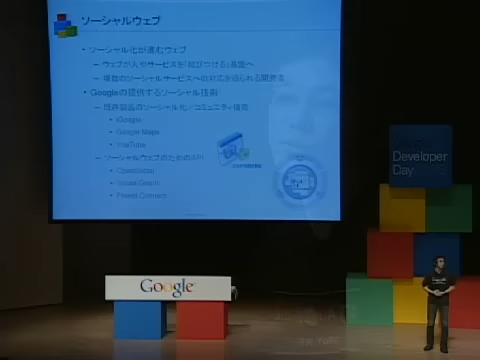 ソーシャルウェブ
• ソーシャル化が進むウェブ
– ウェブが人やサービスを「結びつける」基盤へ
– 複数のソーシャルサービスへの対応を迫られる開発者
• Googleの提供するソーシャル技術
– 既存製品のソーシャル化／コミュニティ機能
• iGoogle
• Google Maps
• YouTube
– ソーシャルウェブのためのAPI
• OpenSocial
• Social Graph
• Friend Connect
Developer
Day
Google